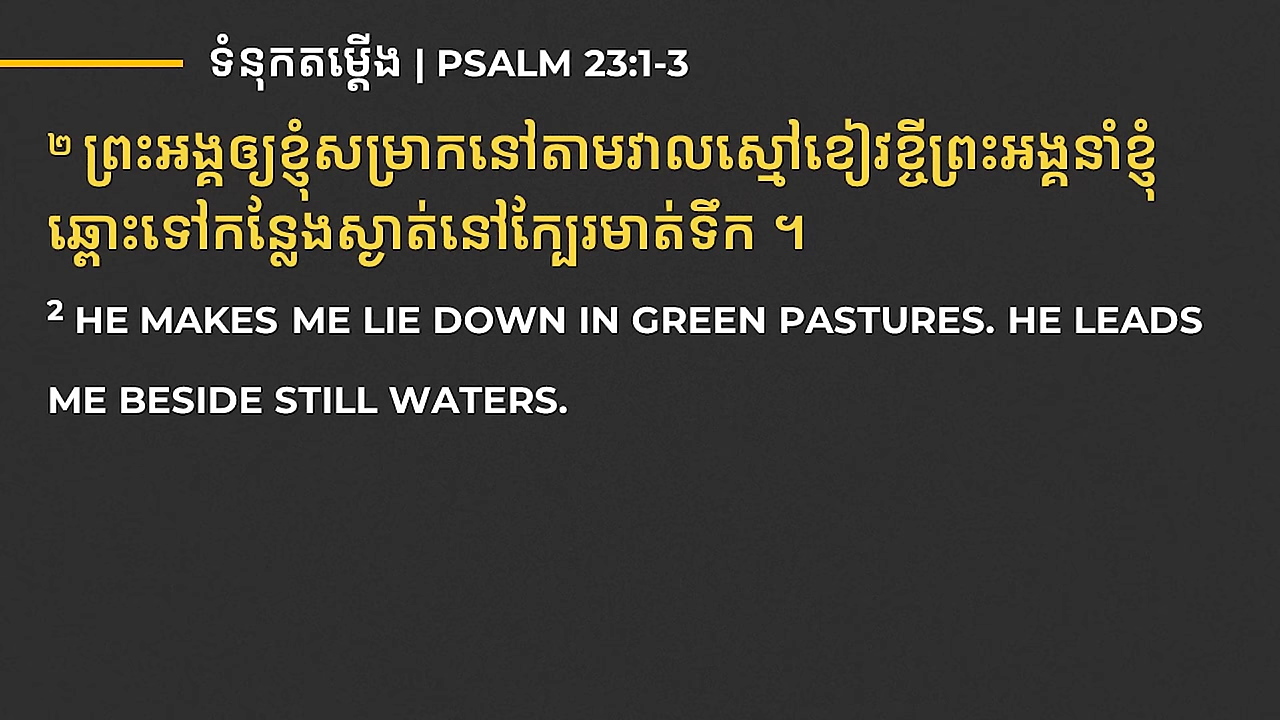 ទំនុកតម្កើង | PSALM 23:1-3
២ ព្រះអង្គឲ្យខ្ញុំសម្រាកនៅតាមវាលស្មៅខៀវខ្ចីព្រះអង្គនាំខ្ញុំ
ឆ្ពោះទៅកន្លែងស្ងាត់នៅក្បែរមាត់ទឹក ។
2 HE MAKES ME LIE DOWN IN GREEN PASTURES. HE LEADS
ME BESIDE STILL WATERS.